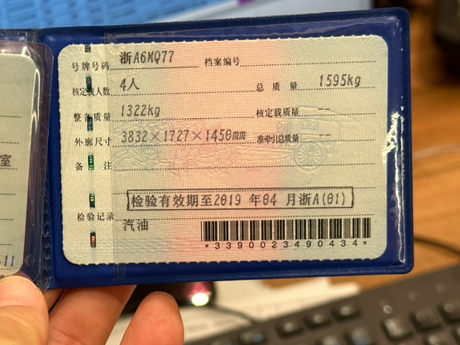 号牌号码 浙A6MQ77 档案编号
核定载人数 4人 总质量 1595kg
整备质量 1322kg 核定载质量 --
外廓尺寸 3832×1727×1450mm 准牵引总质量 --
备注
检验有效期至2019年04月浙A(01)
检验记录 汽油
*3390023490434*
室
-11